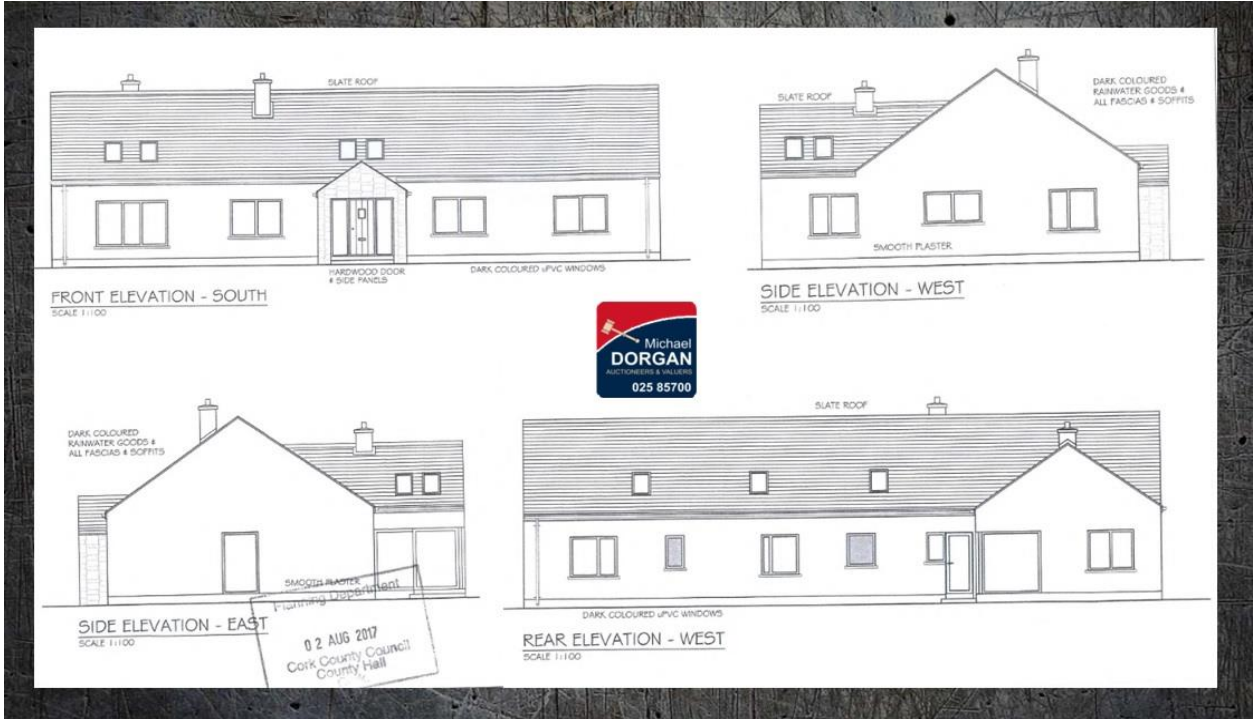 SLATE ROOF
HARDWOOD DOOR
& SIDE PANELS
DARK COLOURED uPVC WINDOWS
FRONT ELEVATION - SOUTH
SCALE 1:100
SLATE ROOF
DARK COLOURED
RAINWATER GOODS &
ALL FASCIAS & SOFFITS
SMOOTH PLASTER
SIDE ELEVATION - WEST
SCALE 1:100
Michael
DORGAN
AUCTIONEERS & VALUERS
025 85700
DARK COLOURED
RAINWATER GOODS &
ALL FASCIAS & SOFFITS
SMOOTH PLASTER
SIDE ELEVATION - EAST
SCALE 1:100
Planning Department
02 AUG 2017
Cork County Council
County Hall
SLATE ROOF
DARK COLOURED uPVC WINDOWS
REAR ELEVATION - WEST
SCALE 1:100